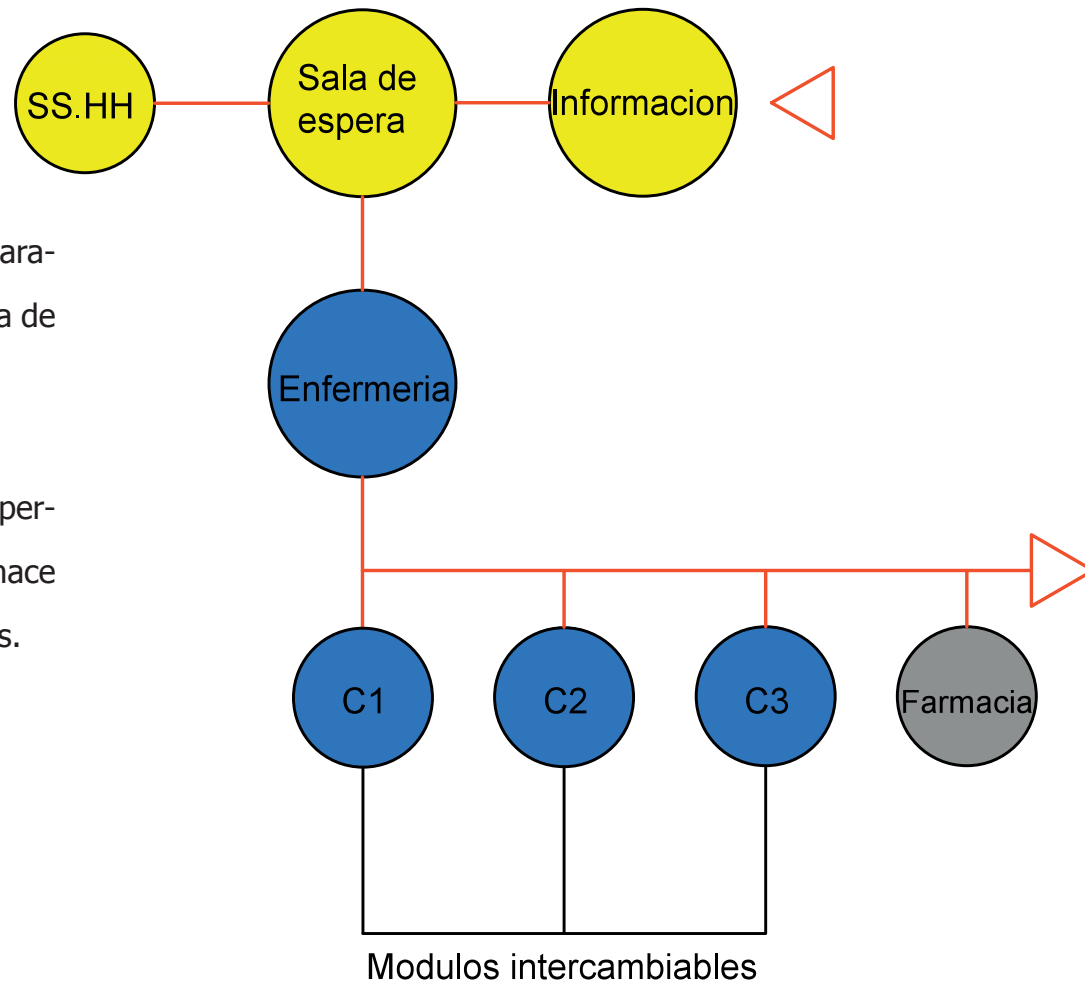 SS.HH
Sala de
espera
Informacion
ara-
a de
Enfermeria
per-
nace
s.
C1
C2
C3
Farmacia
Modulos intercambiables